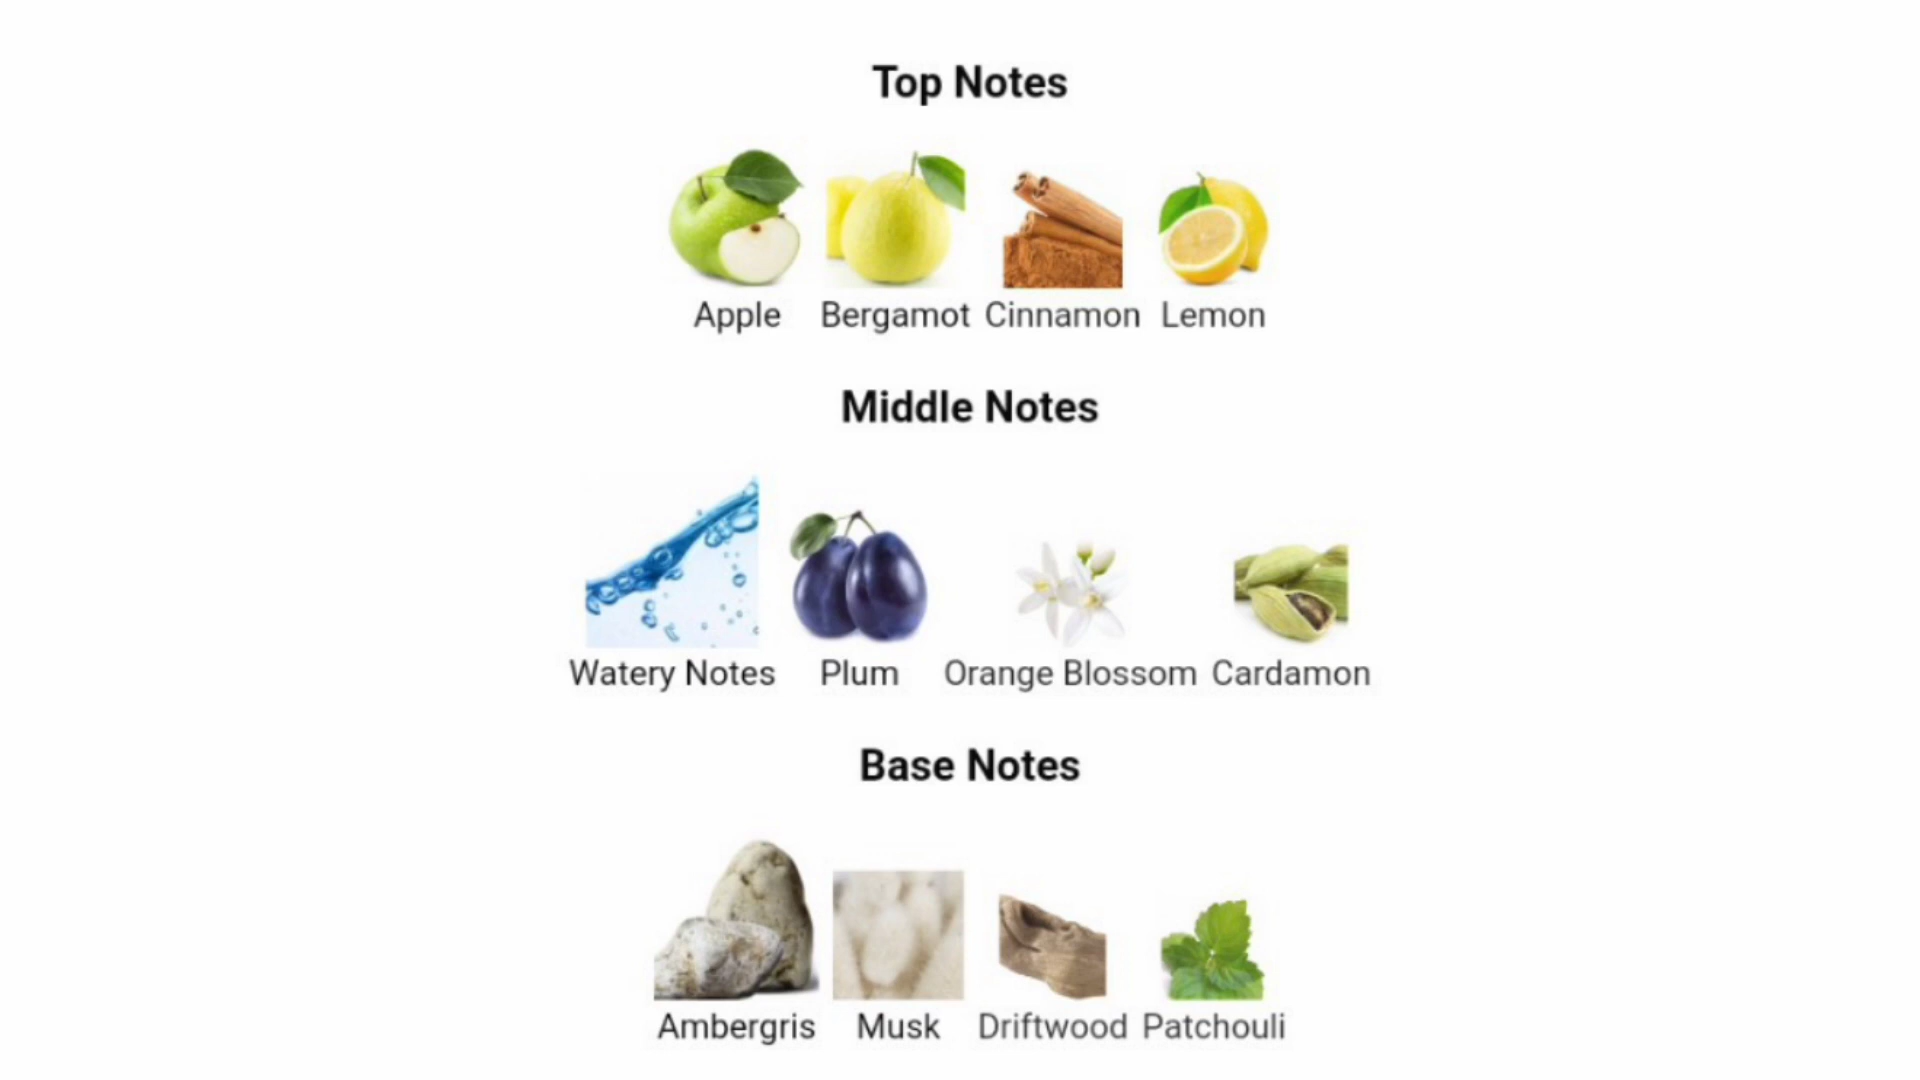 Top Notes
Apple Bergamot Cinnamon Lemon
Middle Notes
Watery Notes Plum Orange Blossom Cardamon
Base Notes
Ambergris Musk Driftwood Patchouli